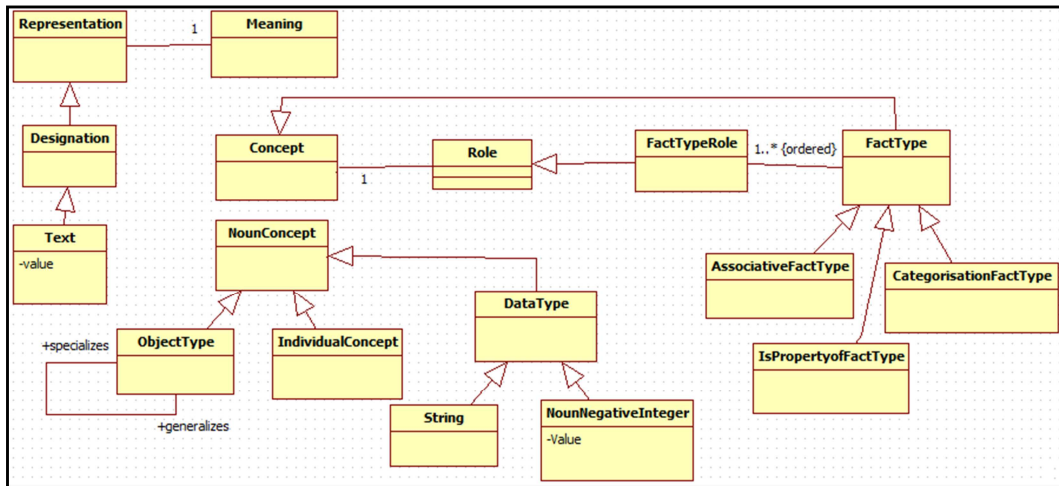 Representation
1
Meaning
Designation
Concept
1
Role
FactTypeRole
1..* {ordered}
FactType
Text
-value
NounConcept
AssociativeFactType
CategorisationFactType
DataType
+specializes
ObjectType
IndividualConcept
IsPropertyofFactType
+generalizes
String
NounNegativeInteger
-Value